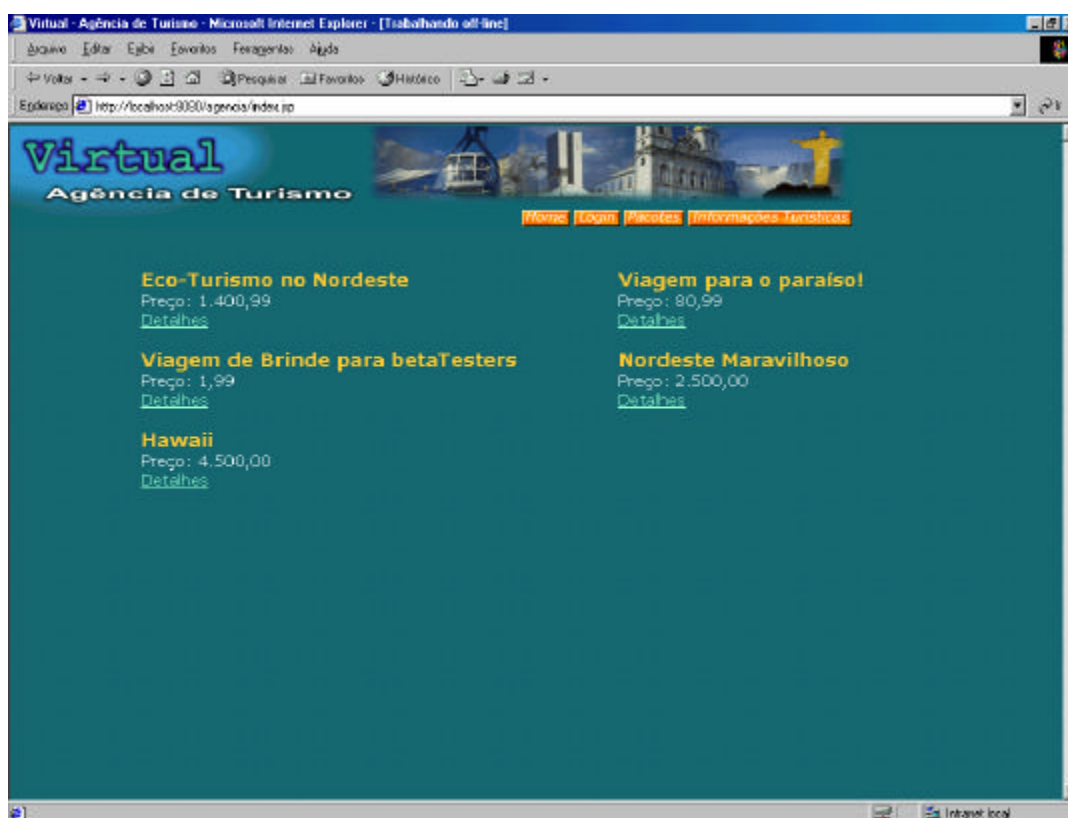 Virtual - Agência de Turismo - Microsoft Internet Explorer - [Trabalhando off-line]
Arquivo Editar Exibir Favoritos Ferramentas Ajuda
Voltar Pesquisar Favoritos Histórico
Endereço http://localhost:8080/agencia/index.jsp
Virtual
Agência de Turismo
Home Login Pacotes Informações Turísticas
Eco-Turismo no Nordeste
Preço: 1.400,99
Detalhes
Viagem para o paraíso!
Preço: 80,99
Detalhes
Viagem de Brinde para betaTesters
Preço: 1,99
Detalhes
Nordeste Maravilhoso
Preço: 2.500,00
Detalhes
Hawaii
Preço: 4.500,00
Detalhes
Intranet local